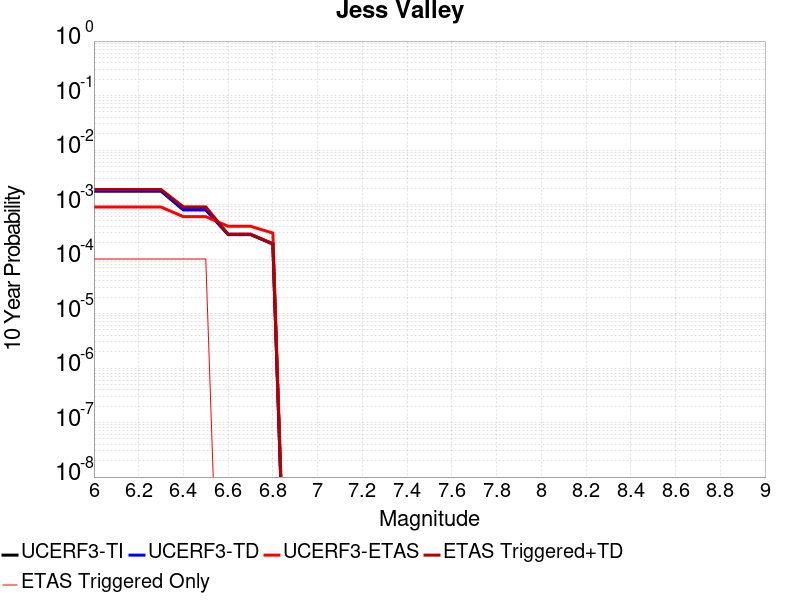 Jess Valley
10 Year Probability
10^0
10^-1
10^-2
10^-3
10^-4
10^-5
10^-6
10^-7
10^-8
6 6.2 6.4 6.6 6.8 7 7.2 7.4 7.6 7.8 8 8.2 8.4 8.6 8.8 9
Magnitude
UCERF3-TI UCERF3-TD UCERF3-ETAS ETAS Triggered+TD
ETAS Triggered Only